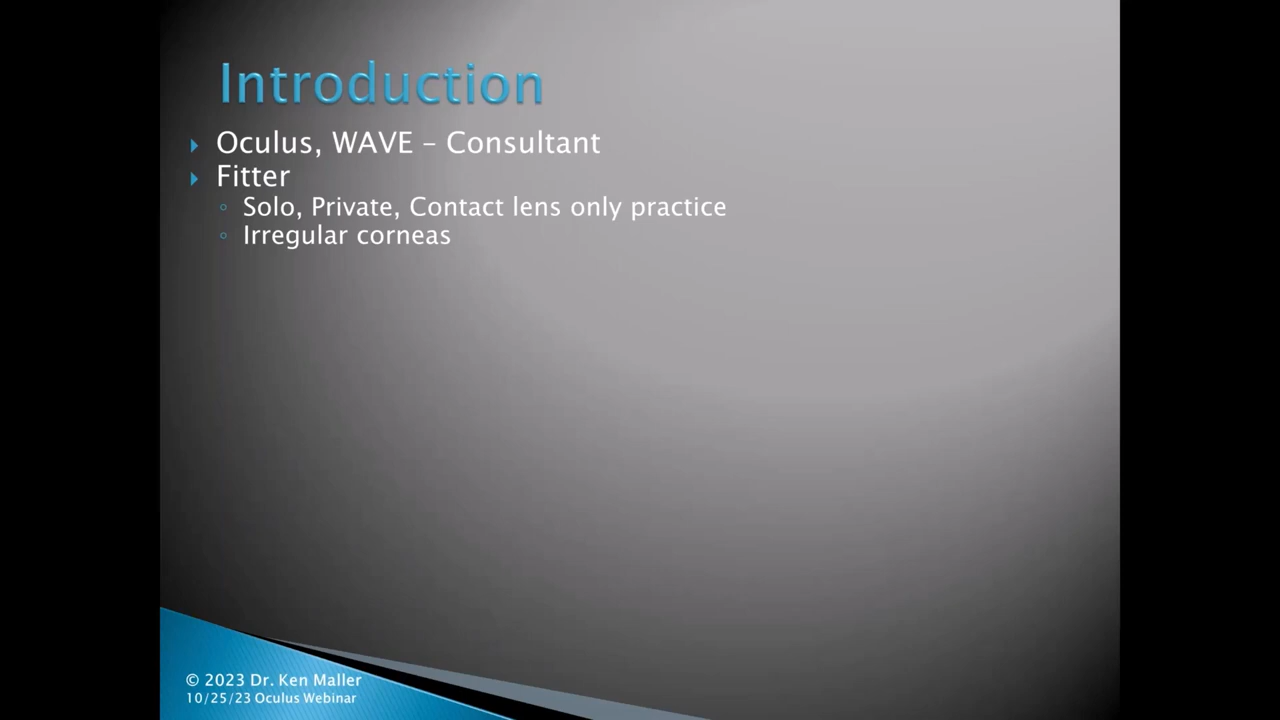 Introduction
Oculus, WAVE – Consultant
Fitter
Solo, Private, Contact lens only practice
Irregular corneas
© 2023 Dr. Ken Maller
10/25/23 Oculus Webinar